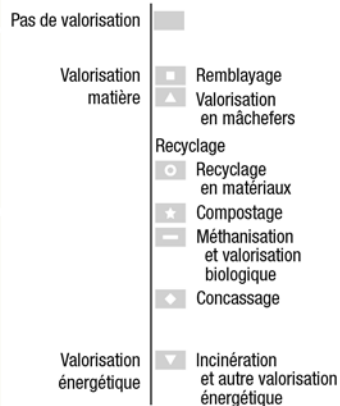 Pas de valorisation
Valorisation
matière
Remblayage
Valorisation
en mâchefers
Recyclage
Recyclage
en matériaux
Compostage
Méthanisation
et valorisation
biologique
Concassage
Valorisation
énergétique
Incinération
et autre valorisation
énergétique